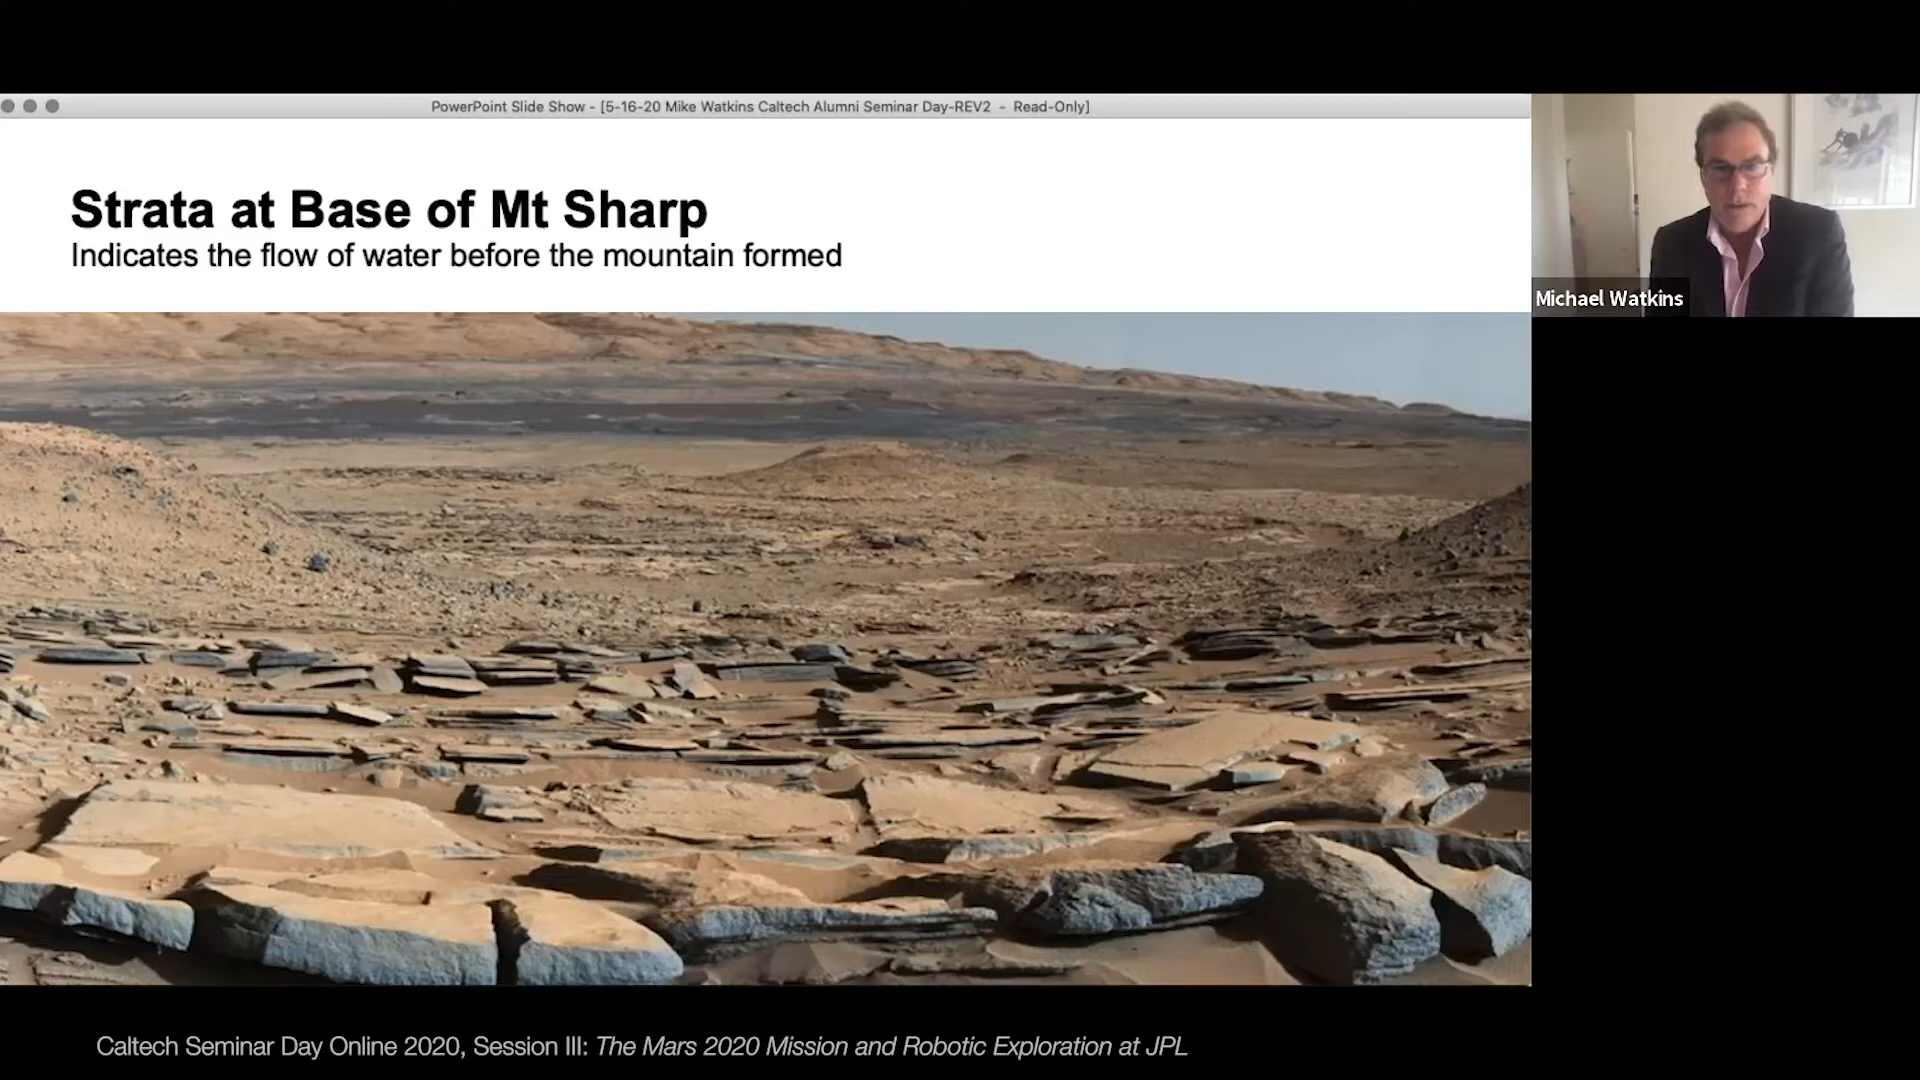 PowerPoint Slide Show - [5-16-20 Mike Watkins Caltech Alumni Seminar Day-REV2 - Read-Only]
Strata at Base of Mt Sharp
Indicates the flow of water before the mountain formed
Michael Watkins
Caltech Seminar Day Online 2020, Session III: The Mars 2020 Mission and Robotic Exploration at JPL